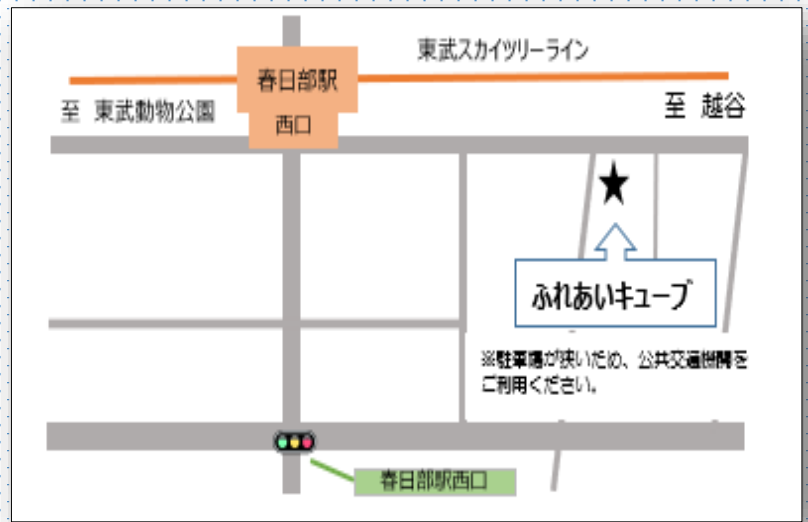 東武スカイツリーライン
春日部駅
至 東武動物公園
至 越谷
西口
ふれあいキューブ
※駐車場が狭いため、公共交通機関を
ご利用ください。
春日部駅西口